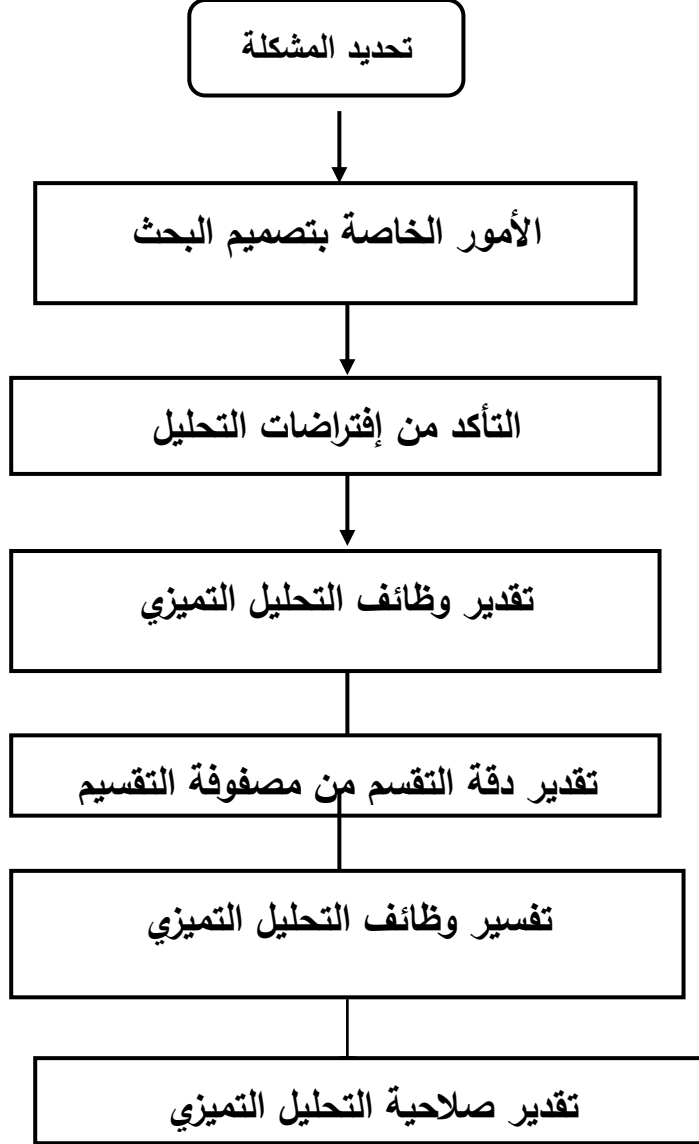 تحديد المشكلة
الأمور الخاصة بتصميم البحث
التأكد من إفتراضات التحليل
تقدير وظائف التحليل التميزي
تقدير دقة التقسم من مصفوفة التقسيم
تفسير وظائف التحليل التميزي
تقدير صلاحية التحليل التميزي